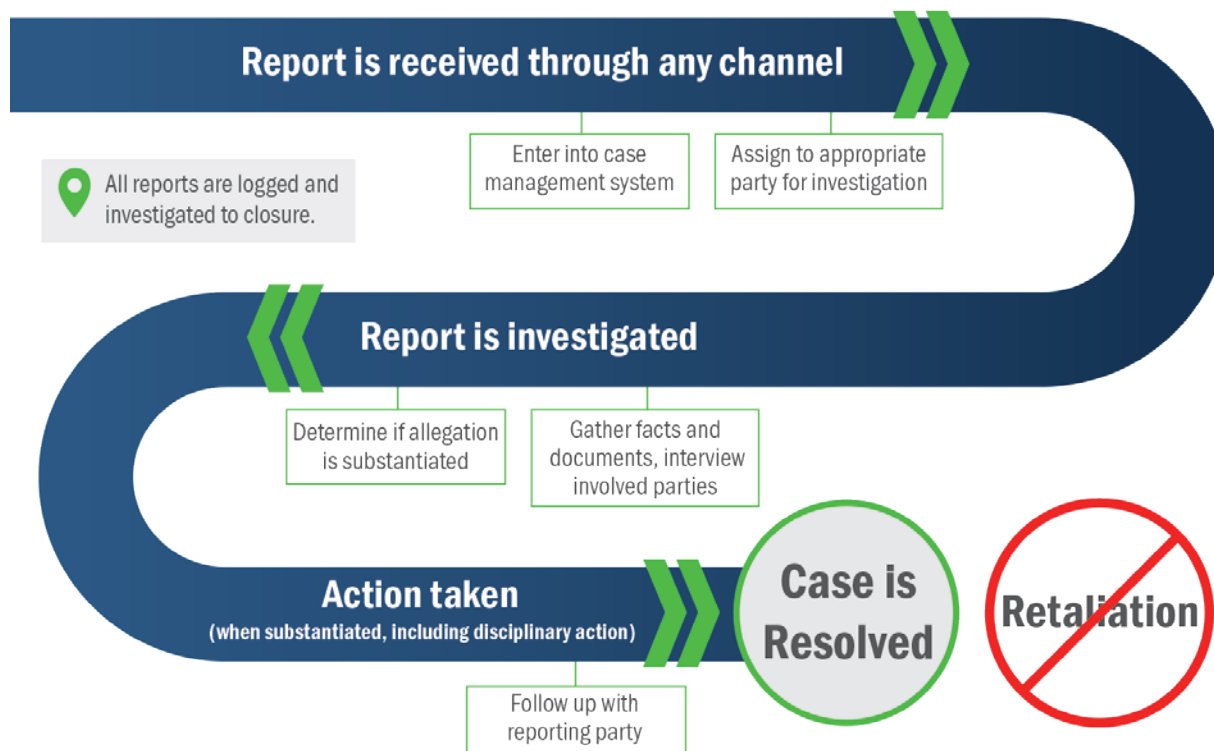 Report is received through any channel
Enter into case
management system
Assign to appropriate
party for investigation
All reports are logged and
investigated to closure.
Report is investigated
Determine if allegation
is substantiated
Gather facts and
documents, interview
involved parties
Action taken
(when substantiated, including disciplinary action)
Follow up with
reporting party
Case is
Resolved
Retaliation